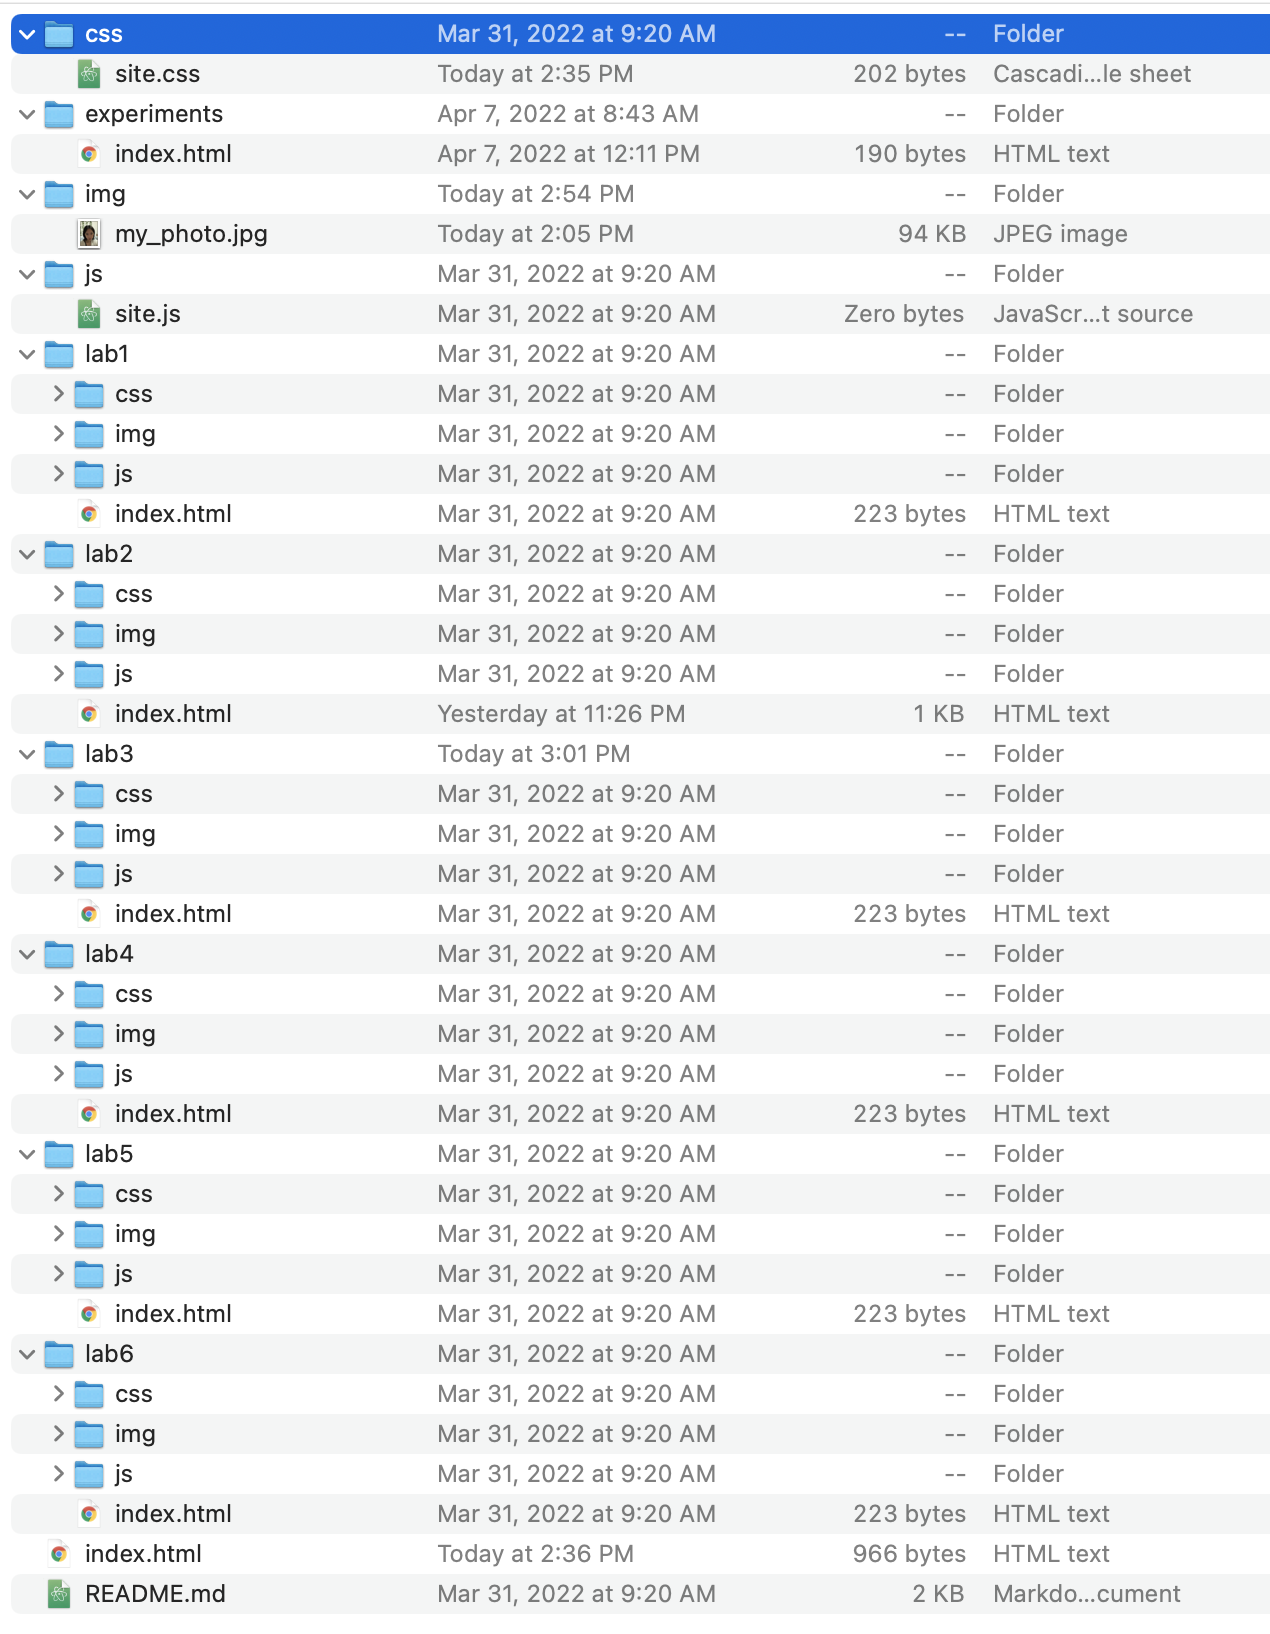 css Mar 31, 2022 at 9:20 AM -- Folder
site.css Today at 2:35 PM 202 bytes Cascadi...le sheet
experiments Apr 7, 2022 at 8:43 AM -- Folder
index.html Apr 7, 2022 at 12:11 PM 190 bytes HTML text
img Today at 2:54 PM -- Folder
my_photo.jpg Today at 2:05 PM 94 KB JPEG image
js Mar 31, 2022 at 9:20 AM -- Folder
site.js Mar 31, 2022 at 9:20 AM Zero bytes JavaScr...t source
lab1 Mar 31, 2022 at 9:20 AM -- Folder
css Mar 31, 2022 at 9:20 AM -- Folder
img Mar 31, 2022 at 9:20 AM -- Folder
js Mar 31, 2022 at 9:20 AM -- Folder
index.html Mar 31, 2022 at 9:20 AM 223 bytes HTML text
lab2 Mar 31, 2022 at 9:20 AM -- Folder
css Mar 31, 2022 at 9:20 AM -- Folder
img Mar 31, 2022 at 9:20 AM -- Folder
js Mar 31, 2022 at 9:20 AM -- Folder
index.html Yesterday at 11:26 PM 1 KB HTML text
lab3 Today at 3:01 PM -- Folder
css Mar 31, 2022 at 9:20 AM -- Folder
img Mar 31, 2022 at 9:20 AM -- Folder
js Mar 31, 2022 at 9:20 AM -- Folder
index.html Mar 31, 2022 at 9:20 AM 223 bytes HTML text
lab4 Mar 31, 2022 at 9:20 AM -- Folder
css Mar 31, 2022 at 9:20 AM -- Folder
img Mar 31, 2022 at 9:20 AM -- Folder
js Mar 31, 2022 at 9:20 AM -- Folder
index.html Mar 31, 2022 at 9:20 AM 223 bytes HTML text
lab5 Mar 31, 2022 at 9:20 AM -- Folder
css Mar 31, 2022 at 9:20 AM -- Folder
img Mar 31, 2022 at 9:20 AM -- Folder
js Mar 31, 2022 at 9:20 AM -- Folder
index.html Mar 31, 2022 at 9:20 AM 223 bytes HTML text
lab6 Mar 31, 2022 at 9:20 AM -- Folder
css Mar 31, 2022 at 9:20 AM -- Folder
img Mar 31, 2022 at 9:20 AM -- Folder
js Mar 31, 2022 at 9:20 AM -- Folder
index.html Mar 31, 2022 at 9:20 AM 223 bytes HTML text
index.html Today at 2:36 PM 966 bytes HTML text
README.md Mar 31, 2022 at 9:20 AM 2 KB Markdo...cument